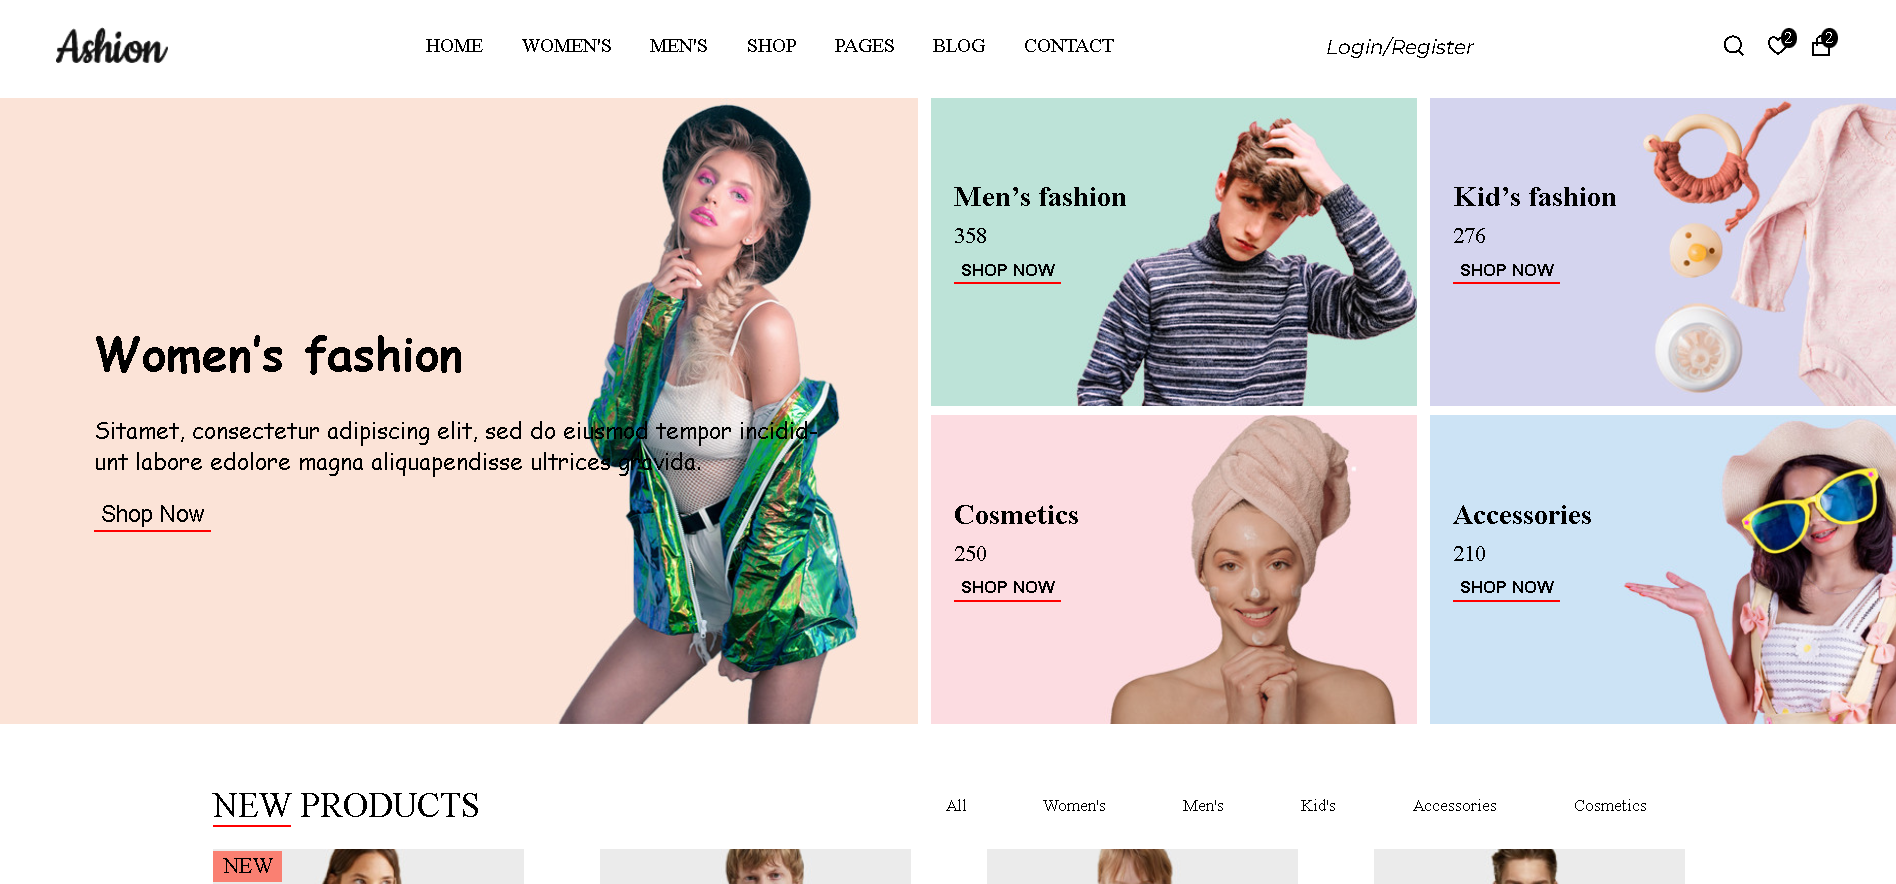 Ashion
HOME WOMEN'S MEN'S SHOP PAGES BLOG CONTACT
Login/Register
2
2
Women's fashion
Sitamet, consectetur adipiscing elit, sed do eiusmod tempor incidid-
unt labore edolore magna aliquapendisse ultrices gravida.
Shop Now
Men’s fashion
358
SHOP NOW
Kid’s fashion
276
SHOP NOW
Cosmetics
250
SHOP NOW
Accessories
210
SHOP NOW
NEW PRODUCTS
All Women's Men's Kid's Accessories Cosmetics
NEW